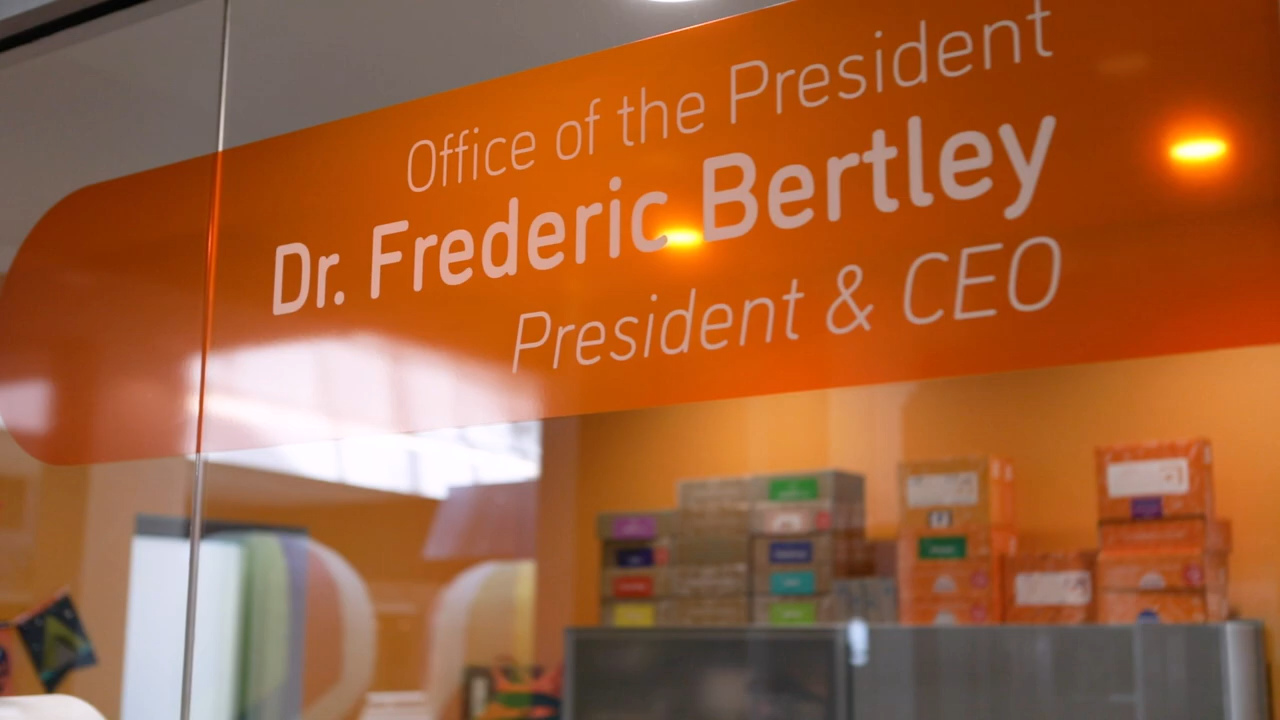 Office of the President
Dr. Frederic Bertley
President & CEO